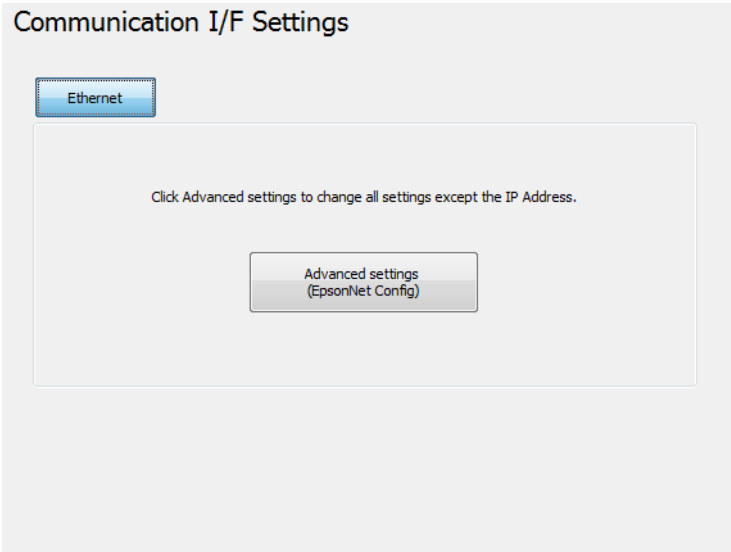 Communication I/F Settings
Ethernet
Click Advanced settings to change all settings except the IP Address.
Advanced settings
(EpsonNet Config)